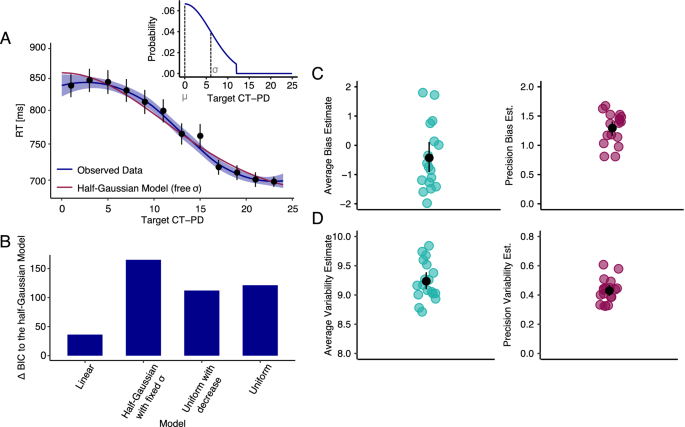 A
RT [ms]
900
850
800
750
700
Observed Data
Half-Gaussian Model (free σ)
0
5
10
15
20
25
Target CT−PD
Probability
.06
.04
.02
.0
σ
0
5
10
15
20
25
μ
Target CT−PD
B
Δ BIC to the half-Gaussian Model
150
100
50
0
Linear
Half-Gaussian
with fixed σ
Uniform with
decrease
Uniform
Model
C
Average Bias Estimate
2
1
0
−1
−2
Precision Bias Est.
2.0
1.5
1.0
0.5
0.0
D
Average Variability Estimate
10.0
9.5
9.0
8.5
8.0
Precision Variability Est.
0.8
0.6
0.4
0.2
0.0